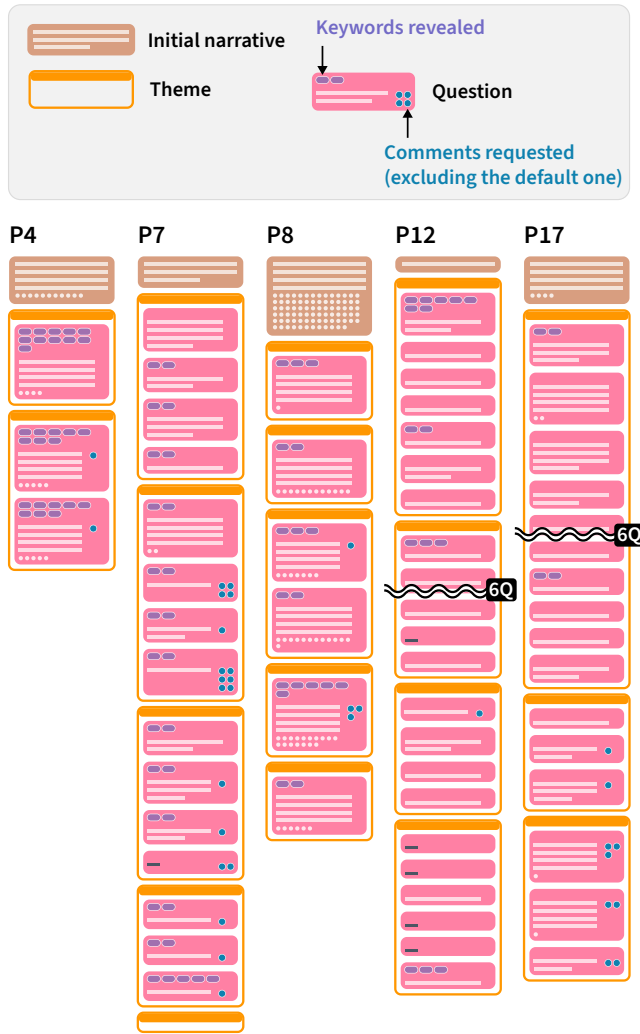 Initial narrative
Theme
Keywords revealed
Question
Comments requested
(excluding the default one)
P4
P7
P8
P12
P17
6Q
6Q